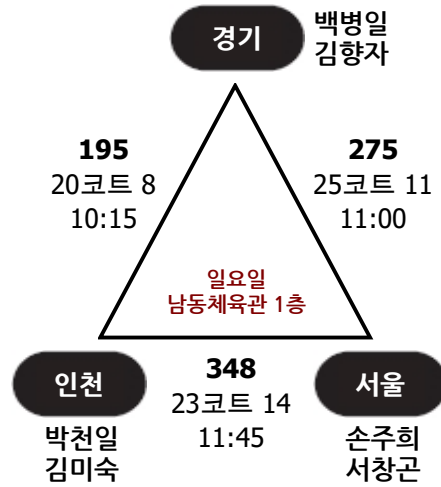 경기
백병일
김향자
195
20코트 8
10:15
275
25코트 11
11:00
일요일
남동체육관 1층
인천
박천일
김미숙
348
23코트 14
11:45
서울
손주희
서창곤